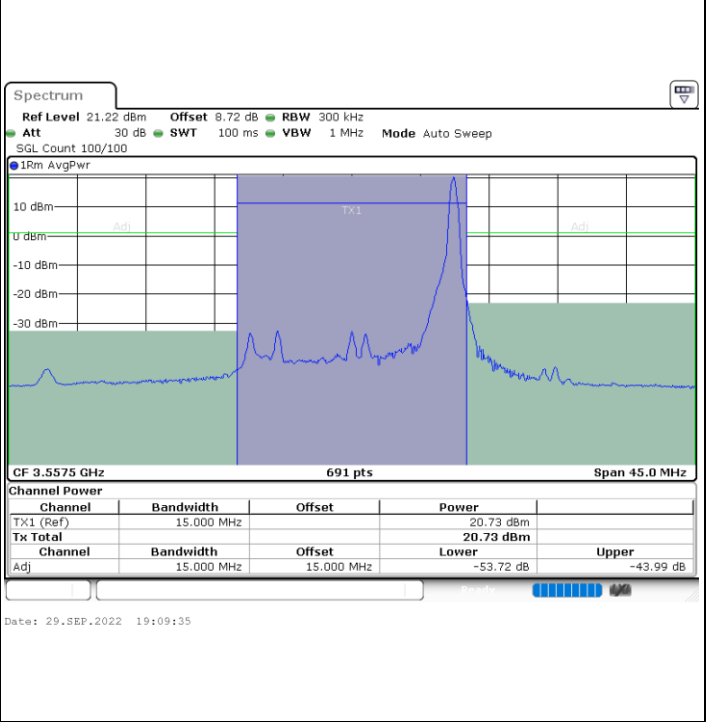 Spectrum
Ref Level 21.22 dBm Offset 8.72 dB RBW 300 kHz
Att 30 dB SWT 100 ms VBW 1 MHz Mode Auto Sweep
SGL Count 100/100
1Rm AvgPwr
10 dBm
TX1
Adj Adj
0 dBm
-10 dBm
-20 dBm
-30 dBm
CF 3.5575 GHz 691 pts Span 45.0 MHz
Channel Power
Channel Bandwidth Offset Power
TX1 (Ref) 15.000 MHz 20.73 dBm
Tx Total 20.73 dBm
Channel Bandwidth Offset Lower Upper
Adj 15.000 MHz 15.000 MHz -53.72 dB -43.99 dB
Ready
Date: 29.SEP.2022 19:09:35